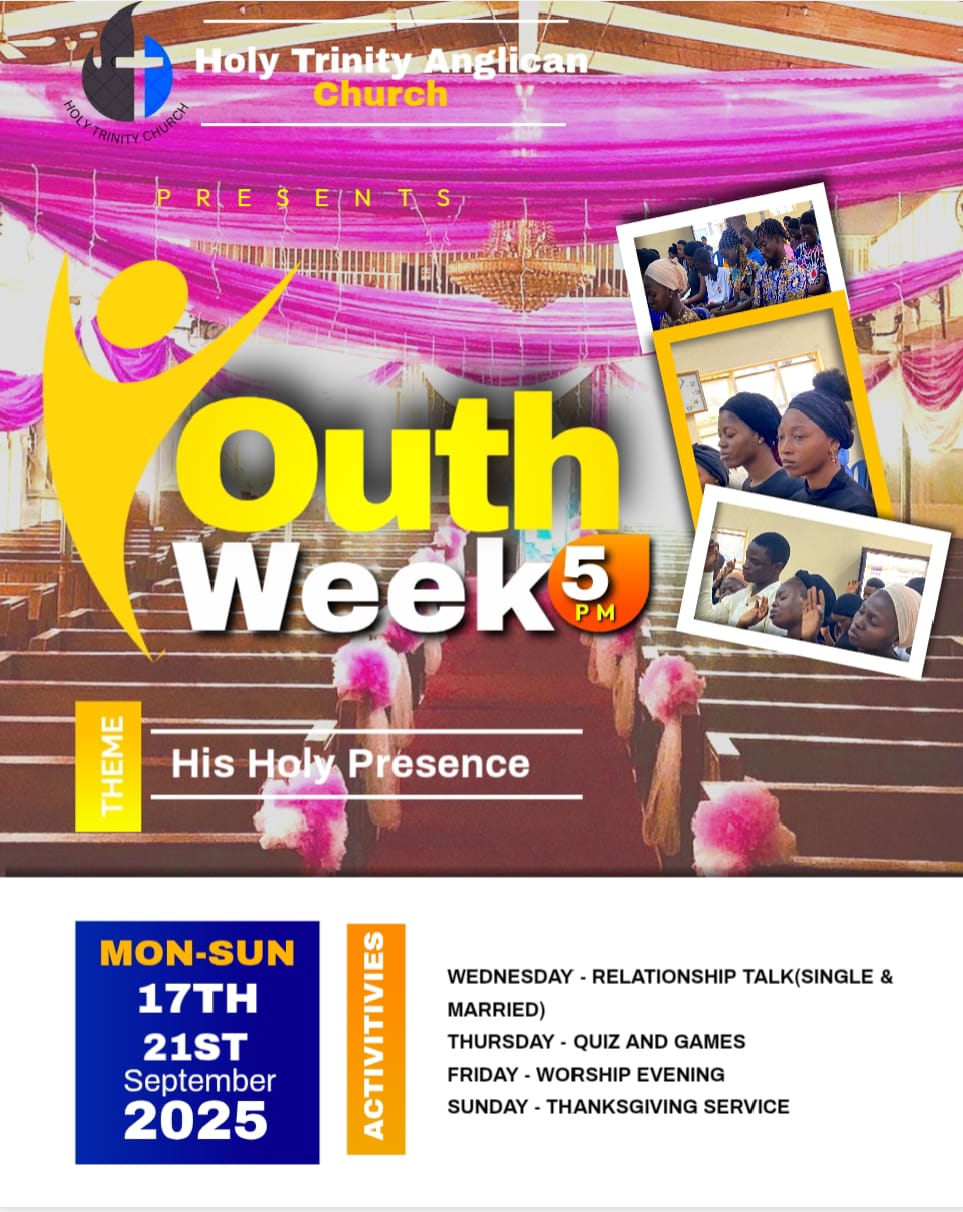 Holy Trinity Anglican
Church
HOLY TRINITY CHURCH
PRESENTS
Outh
Week
5
PM
THEME
His Holy Presence
MON-SUN
17TH
21ST
September
2025
ACTIVITIVIES
WEDNESDAY - RELATIONSHIP TALK(SINGLE &
MARRIED)
THURSDAY - QUIZ AND GAMES
FRIDAY - WORSHIP EVENING
SUNDAY - THANKSGIVING SERVICE